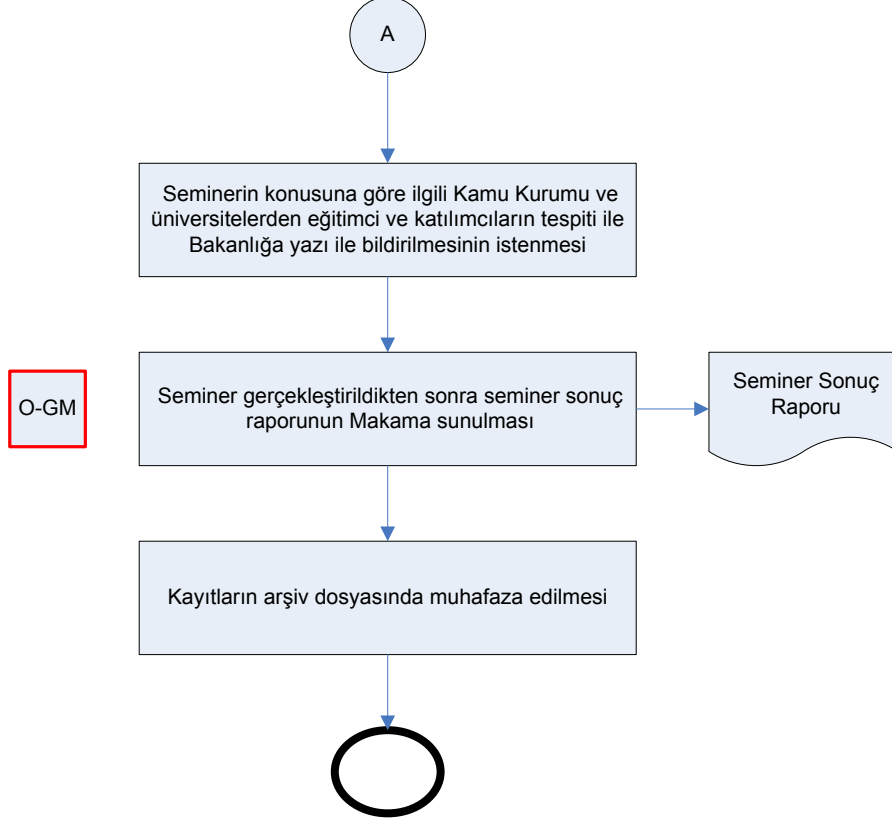 A
Seminerin konusuna göre ilgili Kamu Kurumu ve
üniversitelerden eğitimci ve katılımcıların tespiti ile
Bakanlığa yazı ile bildirilmesinin istenmesi
O-GM
Seminer gerçekleştirildikten sonra seminer sonuç
raporunun Makama sunulması
Seminer Sonuç
Raporu
Kayıtların arşiv dosyasında muhafaza edilmesi